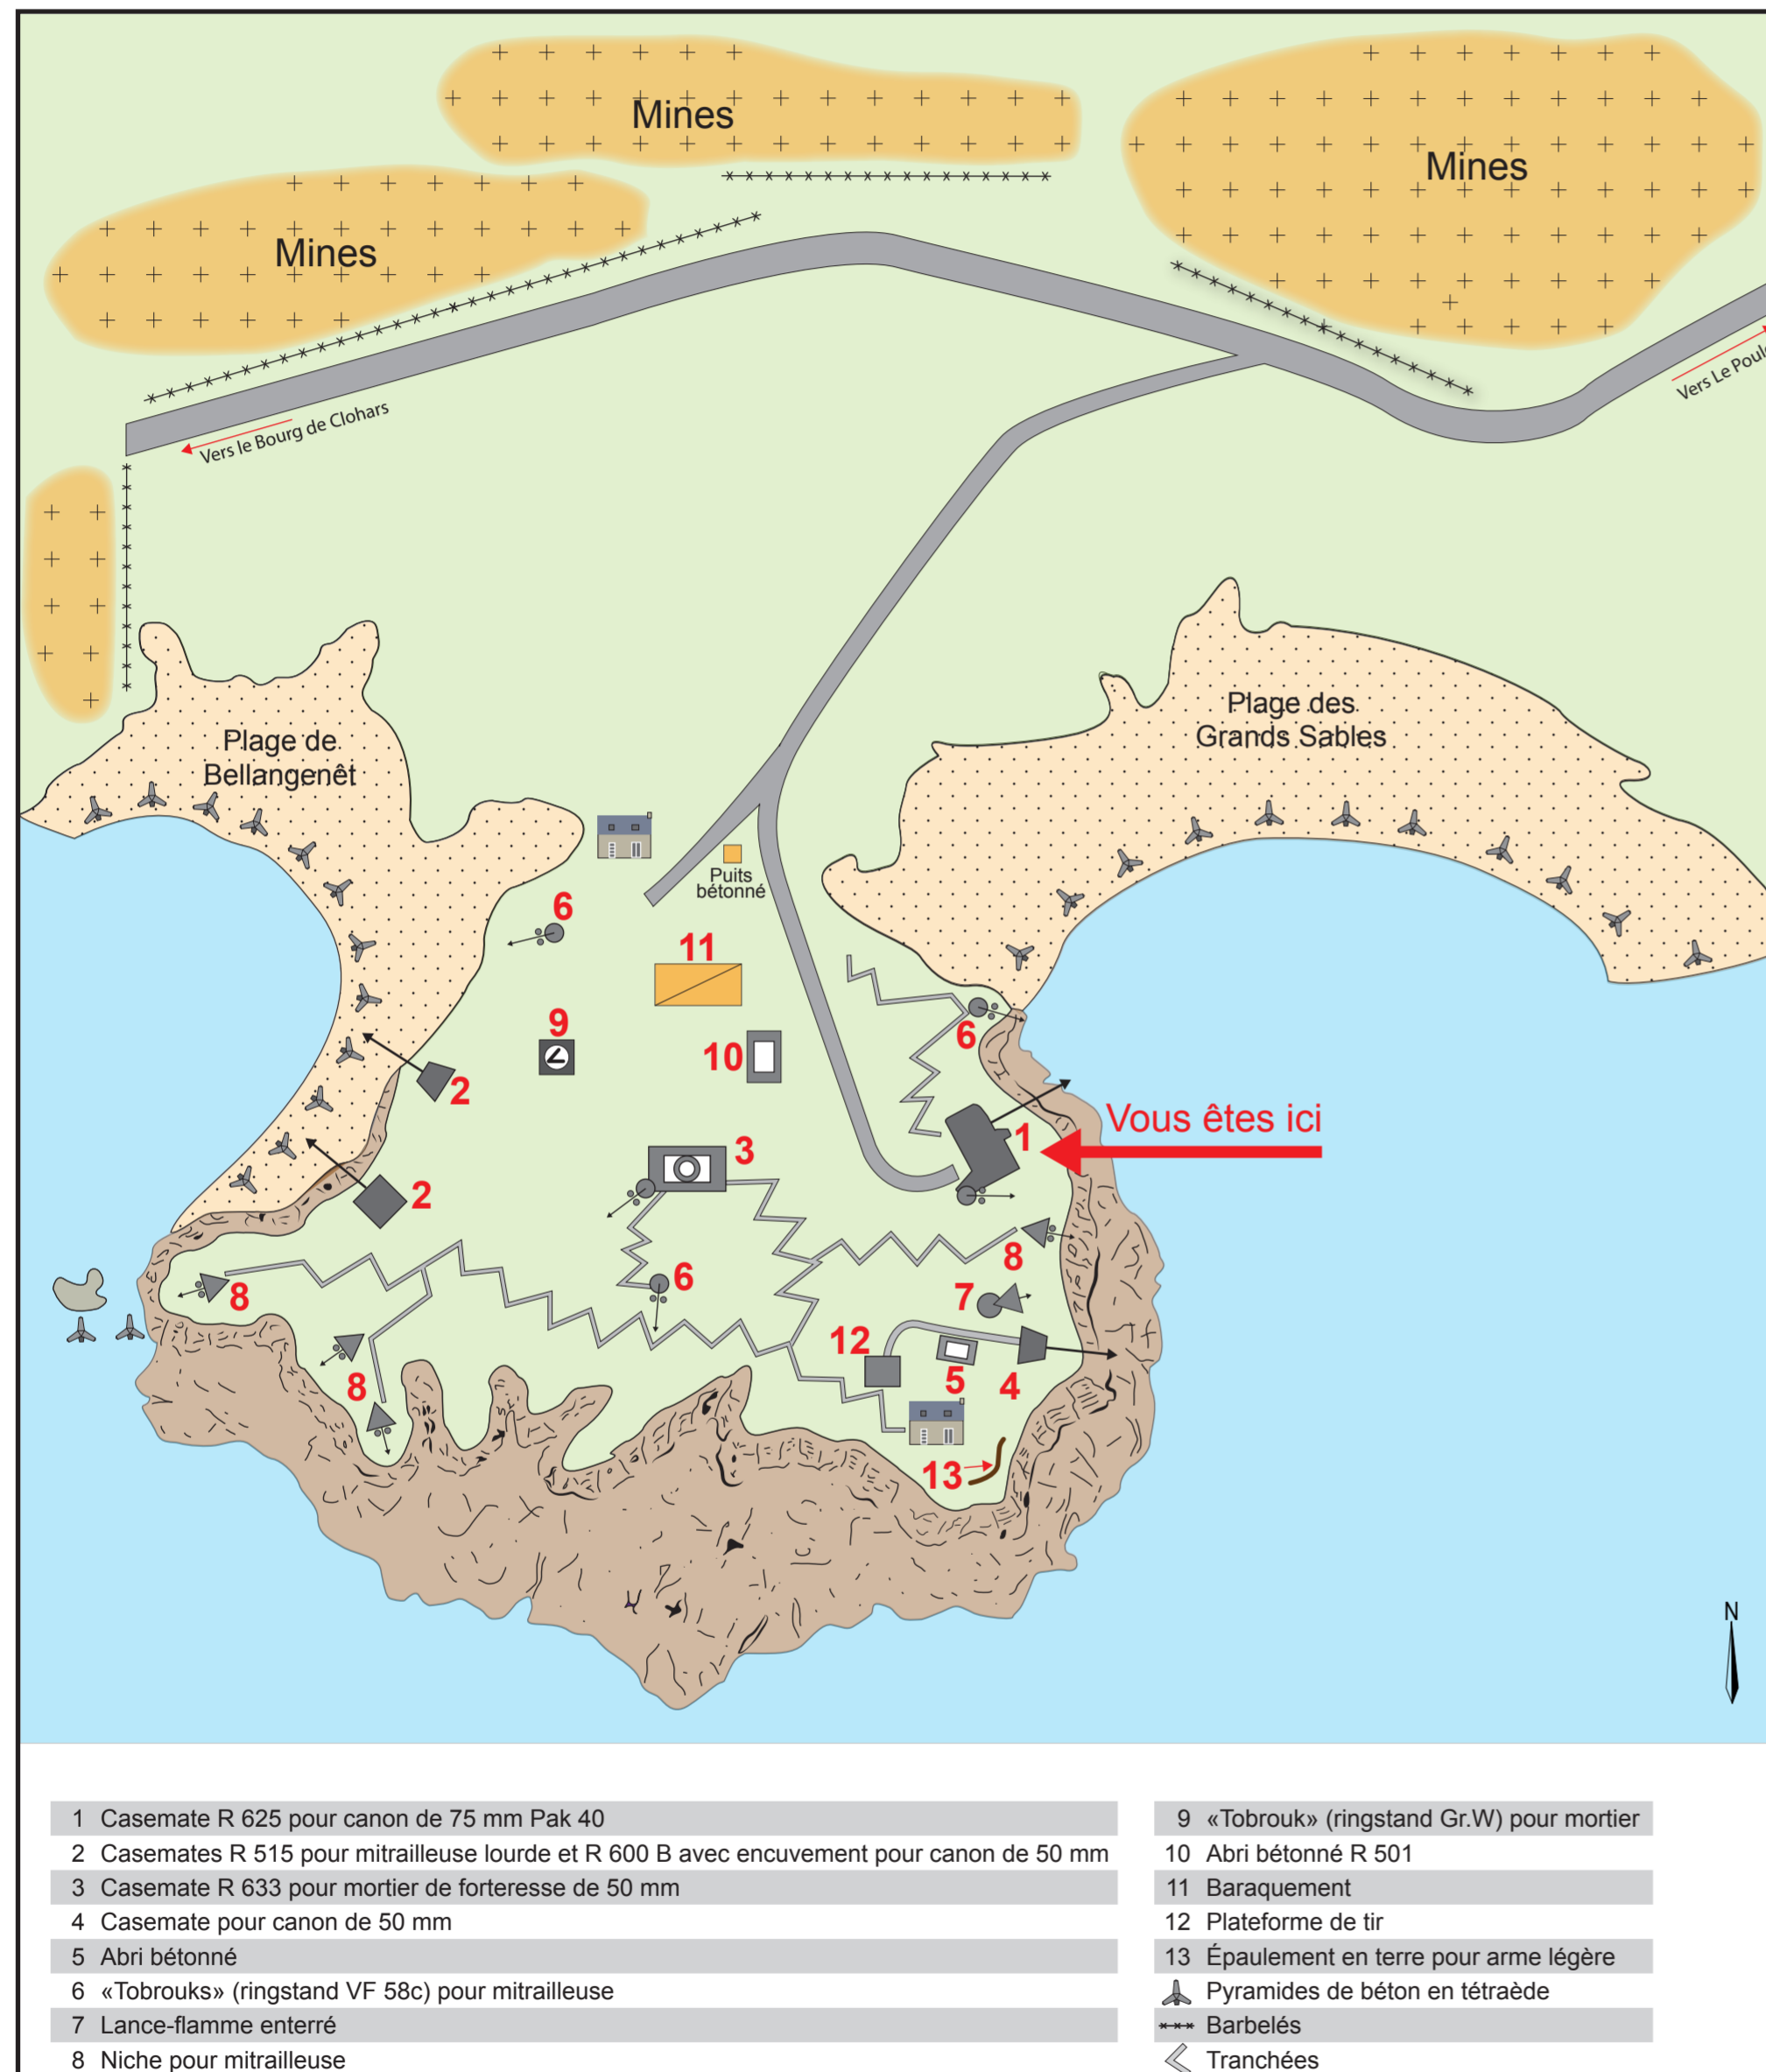 Mines
Mines
Mines
Vers le Bourg de Clohars
Vers Le
Plage de
Bellangenêt
Plage des
Grands Sables
Puits
bétonné
6
11
9
10
6
2
2
3
1
Vous êtes ici
8
6
8
7
12
5
4
8
13
N
1 Casemate R 625 pour canon de 75 mm Pak 40
2 Casemates R 515 pour mitrailleuse lourde et R 600 B avec encuvement pour canon de 50 mm
3 Casemate R 633 pour mortier de forteresse de 50 mm
4 Casemate pour canon de 50 mm
5 Abri bétonné
6 «Tobrouks» (ringstand VF 58c) pour mitrailleuse
7 Lance-flamme enterré
8 Niche pour mitrailleuse
9 «Tobrouk» (ringstand Gr.W) pour mortier
10 Abri bétonné R 501
11 Baraquement
12 Plateforme de tir
13 Épaulement en terre pour arme légère
Pyramides de béton en tétraède
Barbelés
Tranchées